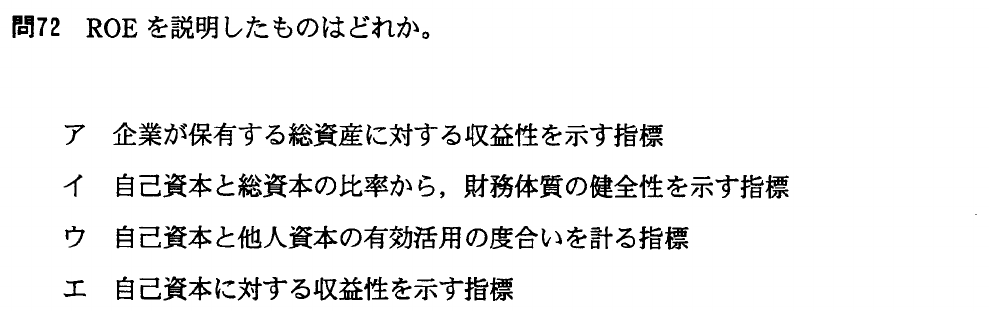 問72 ROE を説明したものはどれか。
ア 企業が保有する総資産に対する収益性を示す指標
イ 自己資本と総資本の比率から，財務体質の健全性を示す指標
ウ 自己資本と他人資本の有効活用の度合いを計る指標
エ 自己資本に対する収益性を示す指標